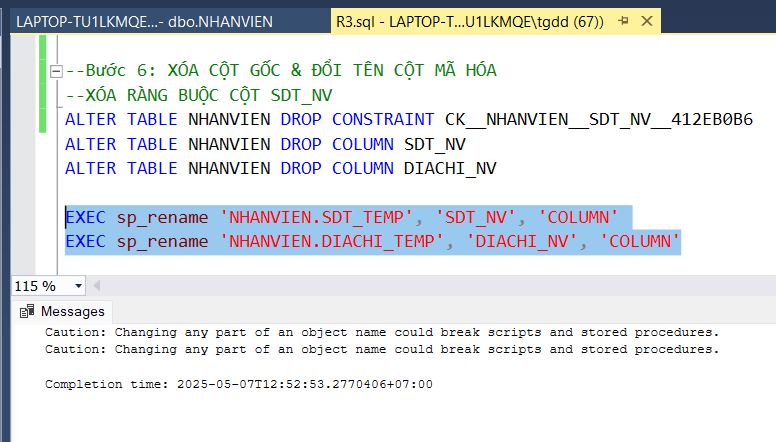 LAPTOP-TU1LKMQE...- dbo.NHANVIEN
R3.sql - LAPTOP-T...U1LKMQE\tgdd (67))
--Bước 6: XÓA CỘT GỐC & ĐỔI TÊN CỘT MÃ HÓA
--XÓA RÀNG BUỘC CỘT SDT_NV
ALTER TABLE NHANVIEN DROP CONSTRAINT CK__NHANVIEN__SDT_NV__412EB0B6
ALTER TABLE NHANVIEN DROP COLUMN SDT_NV
ALTER TABLE NHANVIEN DROP COLUMN DIACHI_NV
EXEC sp_rename 'NHANVIEN.SDT_TEMP', 'SDT_NV', 'COLUMN'
EXEC sp_rename 'NHANVIEN.DIACHI_TEMP', 'DIACHI_NV', 'COLUMN'
115 %
Messages
Caution: Changing any part of an object name could break scripts and stored procedures.
Caution: Changing any part of an object name could break scripts and stored procedures.
Completion time: 2025-05-07T12:52:53.2770406+07:00